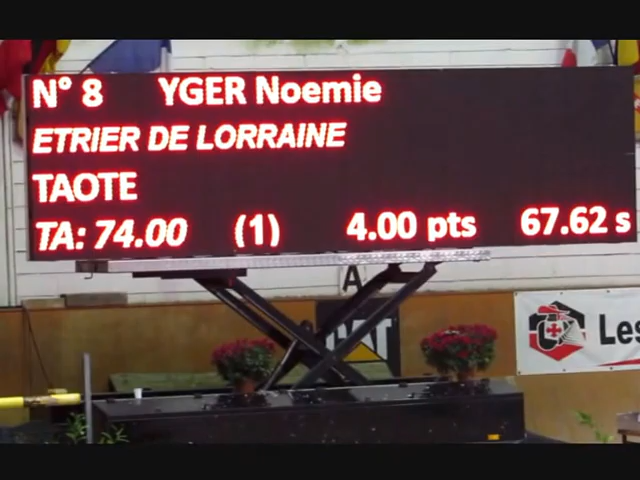 N° 8 YGER Noemie
ETRIER DE LORRAINE
TAOTE
TA: 74.00 (1) 4.00 pts 67.62 s
A
Les